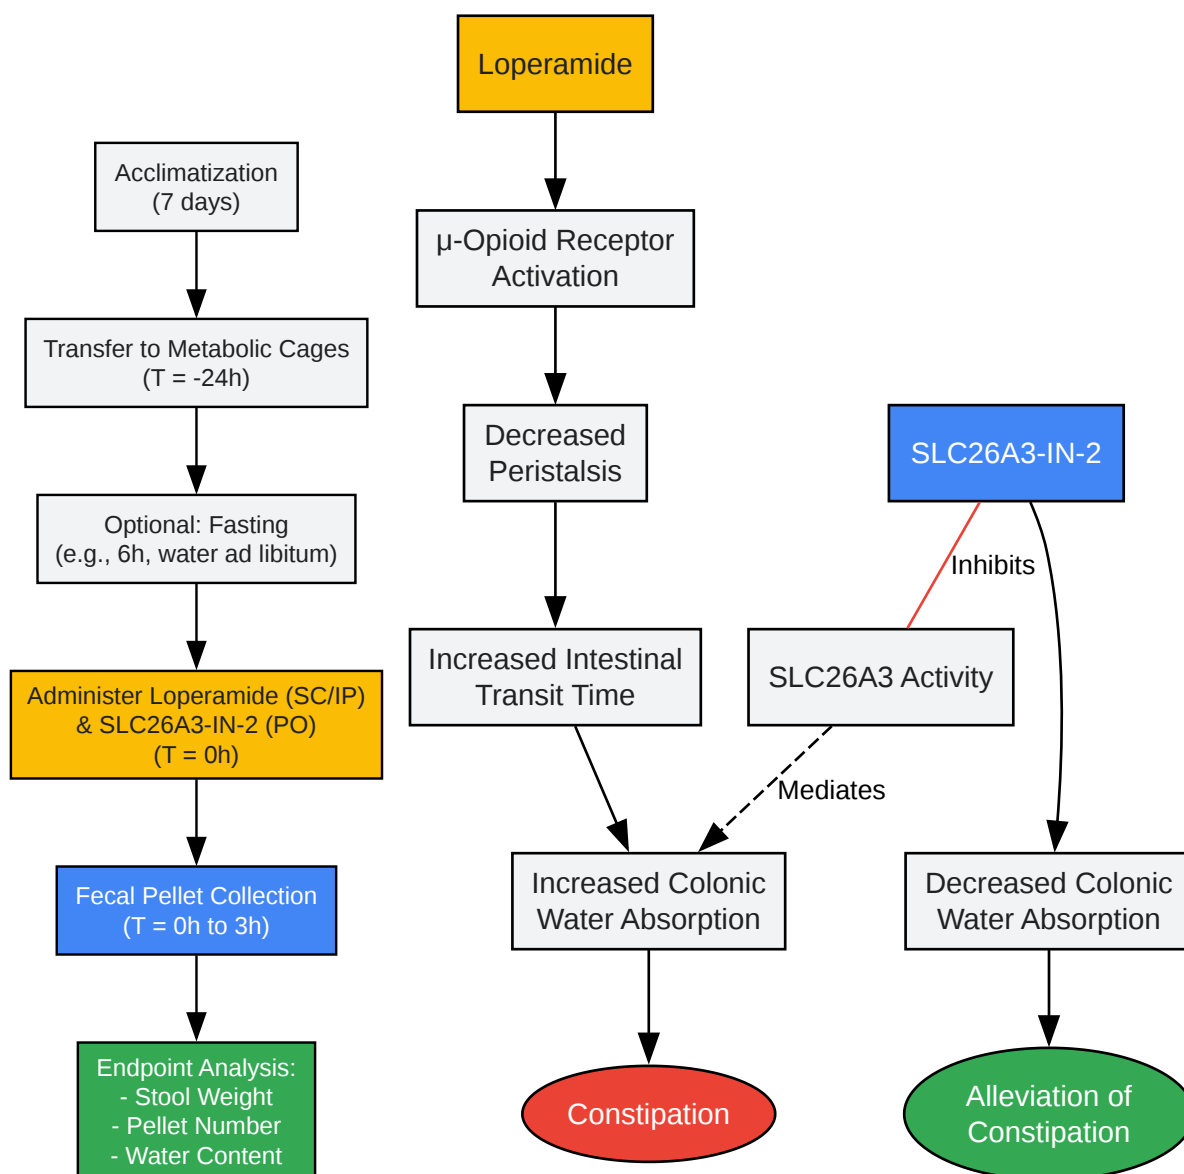 Acclimatization
(7 days)
Transfer to Metabolic Cages
(T = -24h)
Optional: Fasting
(e.g., 6h, water ad libitum)
Administer Loperamide (SC/IP)
& SLC26A3-IN-2 (PO)
(T = 0h)
Fecal Pellet Collection
(T = 0h to 3h)
Endpoint Analysis:
- Stool Weight
- Pellet Number
- Water Content
Loperamide
μ-Opioid Receptor
Activation
Decreased
Peristalsis
Increased Intestinal
Transit Time
SLC26A3-IN-2
Inhibits
SLC26A3 Activity
Mediates
Increased Colonic
Water Absorption
Constipation
Decreased Colonic
Water Absorption
Alleviation of
Constipation